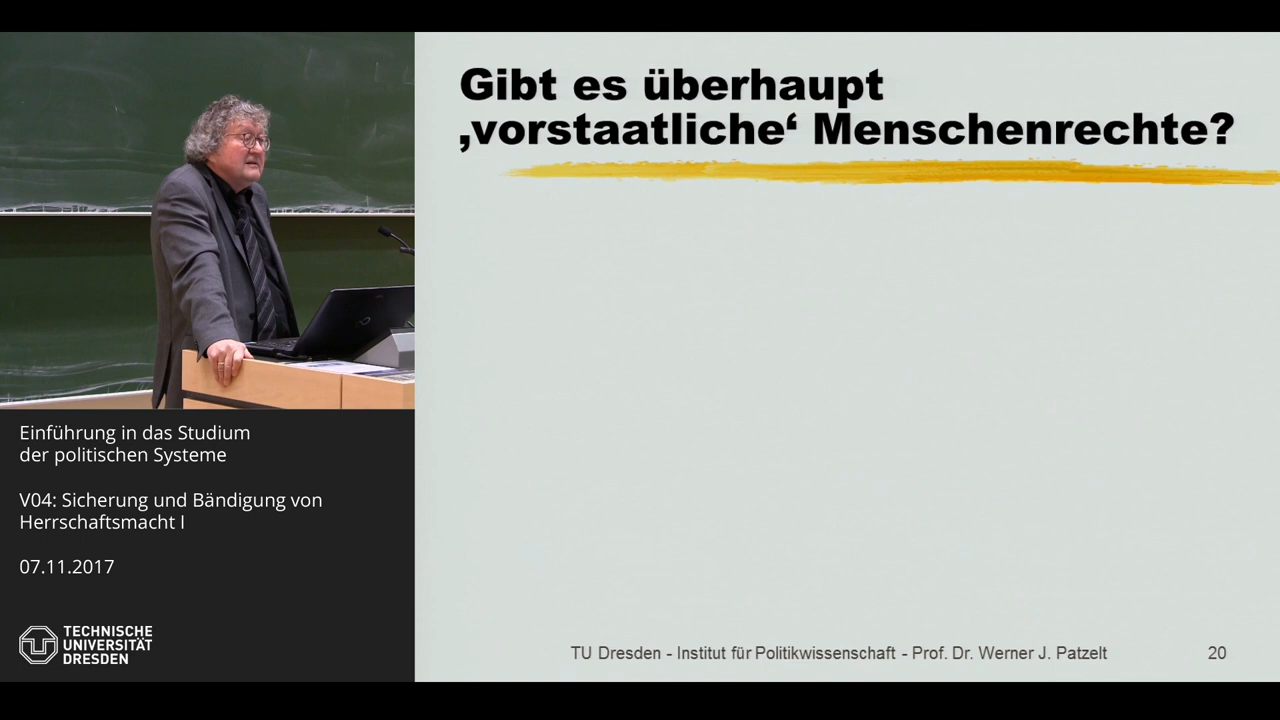 Gibt es überhaupt
‚vorstaatliche‘ Menschenrechte?
Einführung in das Studium
der politischen Systeme
V04: Sicherung und Bändigung von
Herrschaftsmacht I
07.11.2017
TECHNISCHE
UNIVERSITÄT
DRESDEN
TU Dresden - Institut für Politikwissenschaft - Prof. Dr. Werner J. Patzelt
20